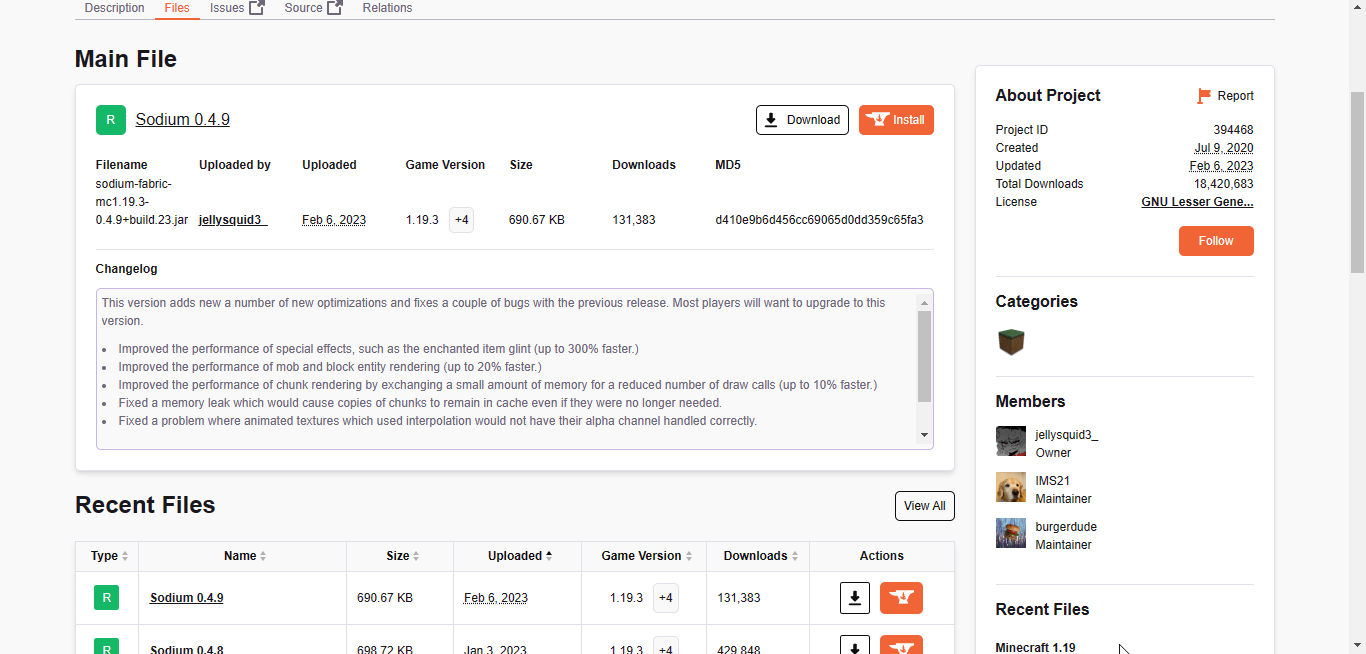 Description Files Issues Source Relations
Main File
R Sodium 0.4.9 Download Install
Filename Uploaded by Uploaded Game Version Size Downloads MD5
sodium-fabric-
mc1.19.3-
0.4.9+build.23.jar jellysquid3_ Feb 6, 2023 1.19.3 +4 690.67 KB 131,383 d410e9b6d456cc69065d0dd359c65fa3
Changelog
This version adds new a number of new optimizations and fixes a couple of bugs with the previous release. Most players will want to upgrade to this
version.
• Improved the performance of special effects, such as the enchanted item glint (up to 300% faster.)
• Improved the performance of mob and block entity rendering (up to 20% faster.)
• Improved the performance of chunk rendering by exchanging a small amount of memory for a reduced number of draw calls (up to 10% faster.)
• Fixed a memory leak which would cause copies of chunks to remain in cache even if they were no longer needed.
• Fixed a problem where animated textures which used interpolation would not have their alpha channel handled correctly.
Recent Files View All
Type Name Size Uploaded Game Version Downloads Actions
R Sodium 0.4.9 690.67 KB Feb 6, 2023 1.19.3 +4 131,383
R Sodium 0.4.8 698.72 KB Jan 3, 2023 1.19.3 +4 429,848
About Project Report
Project ID 394468
Created Jul 9, 2020
Updated Feb 6, 2023
Total Downloads 18,420,683
License GNU Lesser Gene...
Follow
Categories
Members
jellysquid3_
Owner
IMS21
Maintainer
burgerdude
Maintainer
Recent Files
Minecraft 1.19